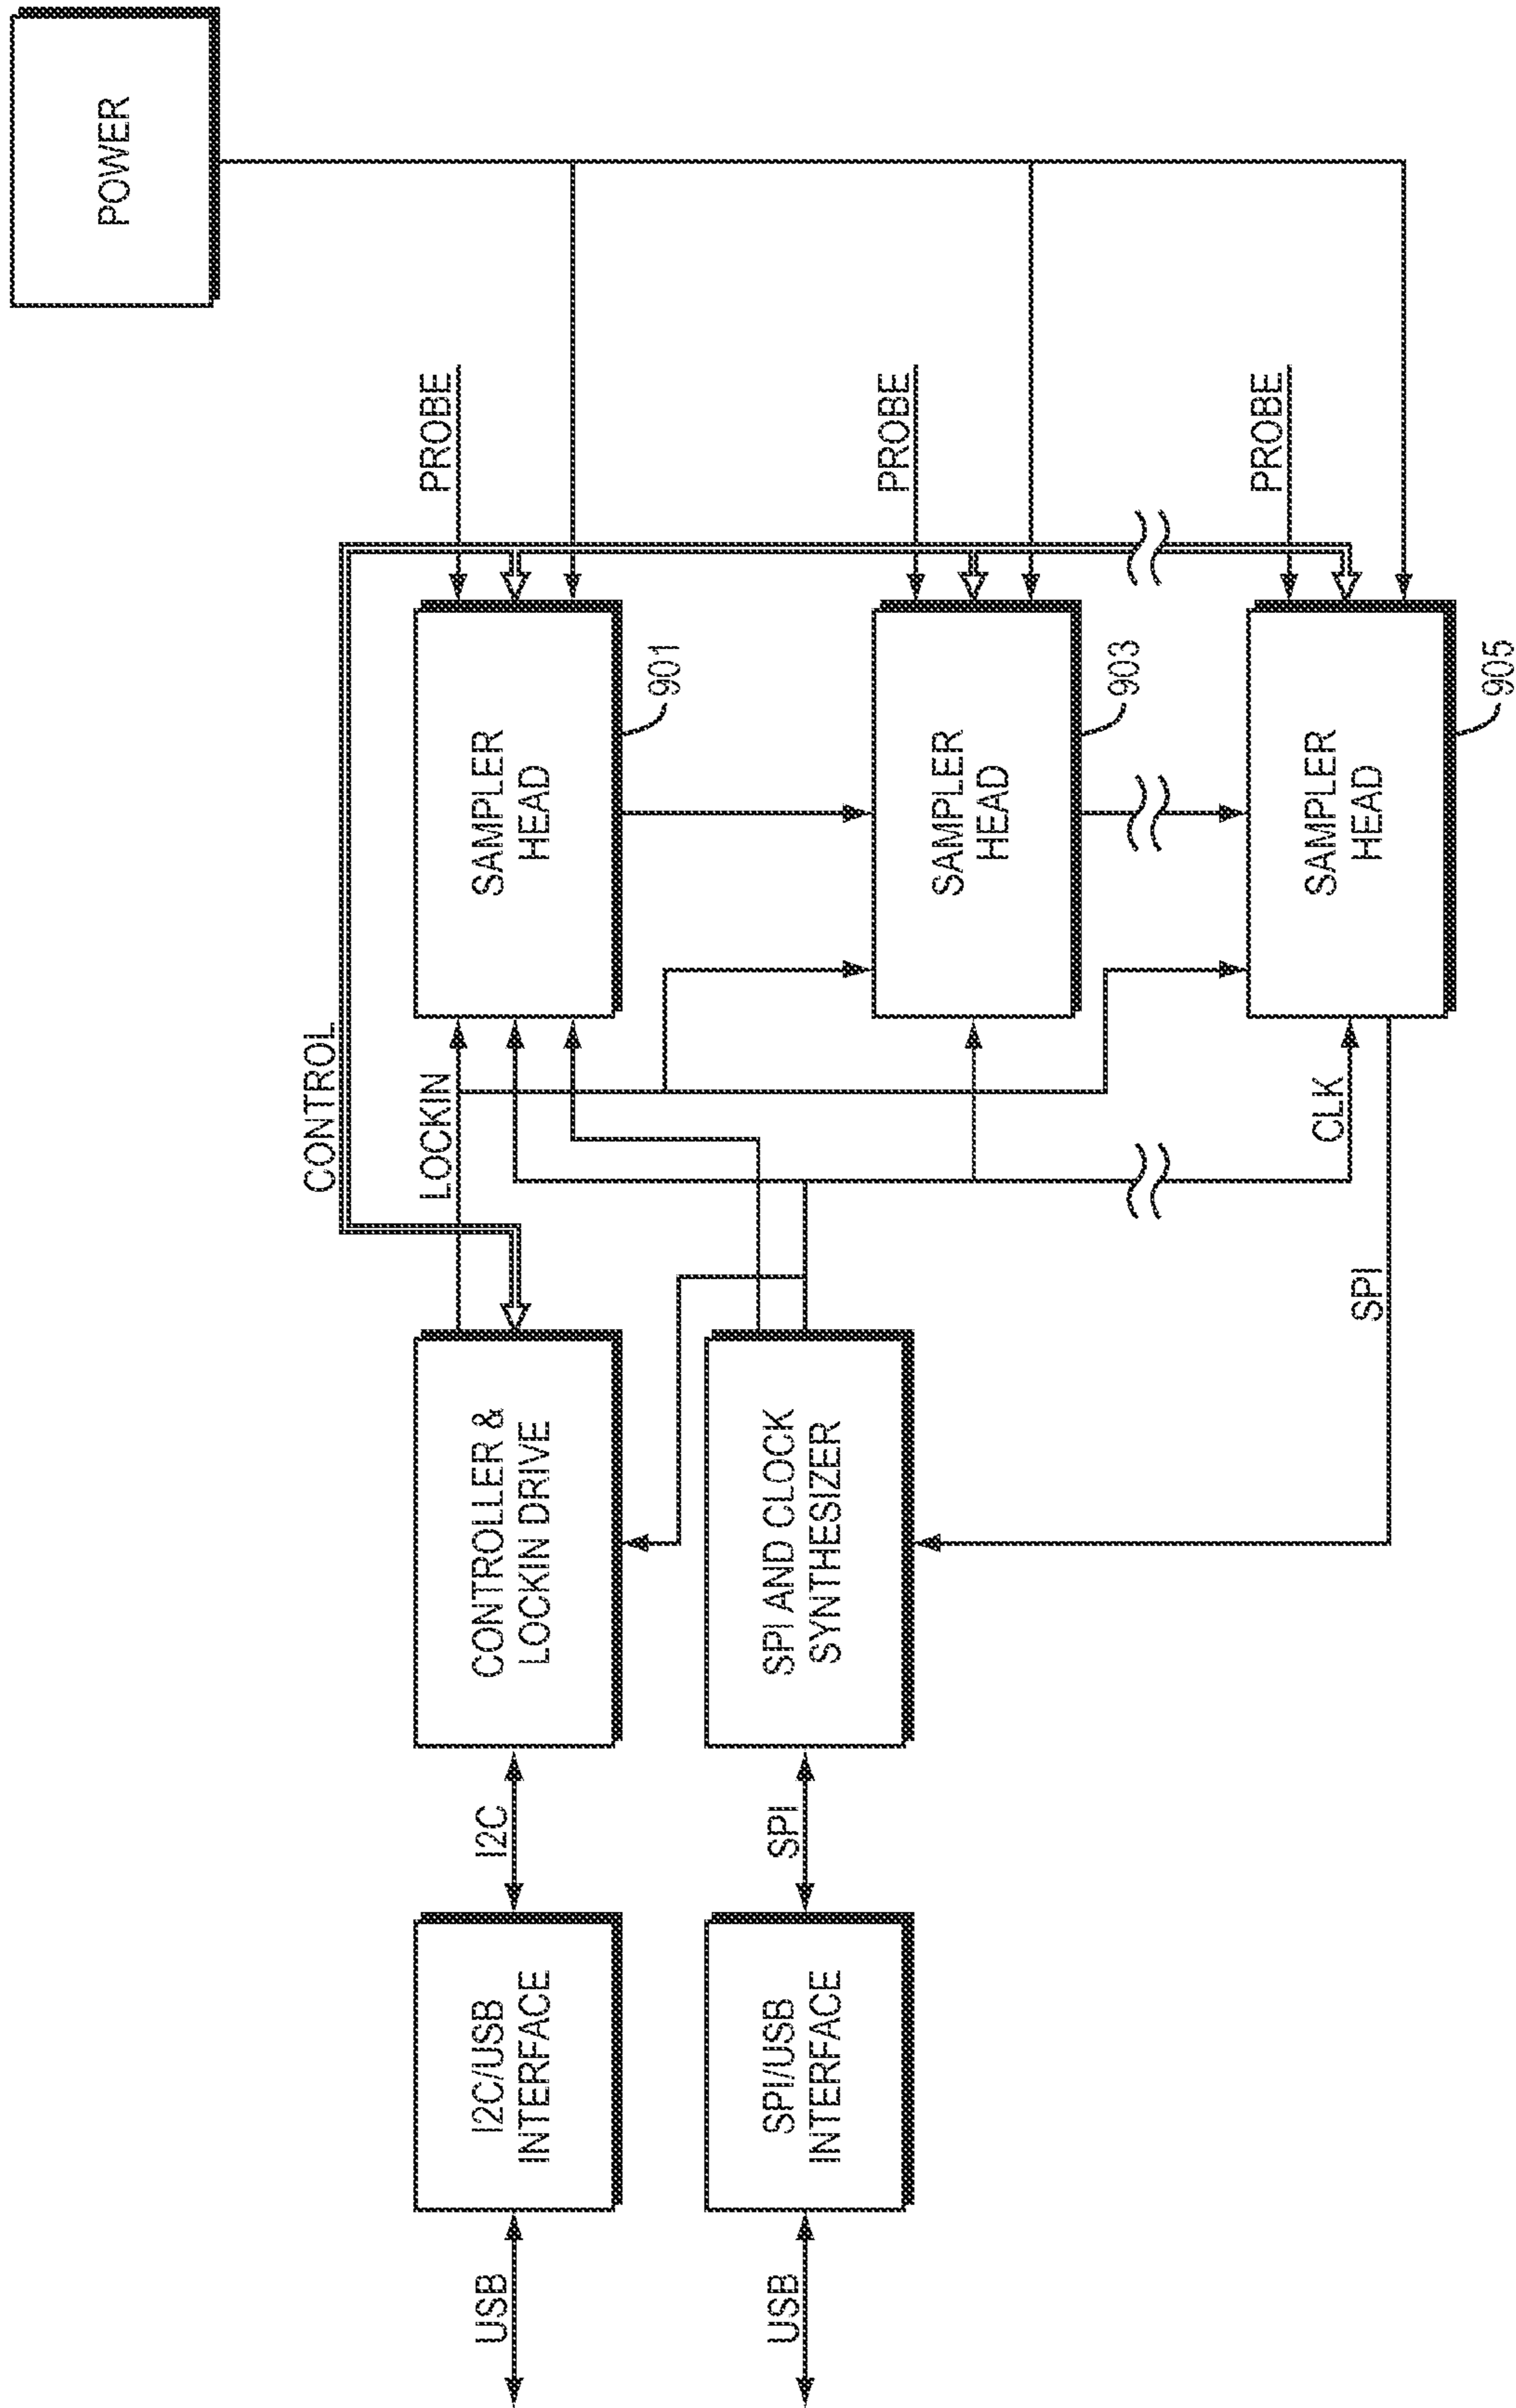 POWER
CONTROL
LOCKIN
PROBE
USB
I2C/USB
INTERFACE
I2C
CONTROLLER &
LOCKIN DRIVE
SAMPLER
HEAD
901
USB
SPI/USB
INTERFACE
SPI
SPI AND CLOCK
SYNTHESIZER
PROBE
SAMPLER
HEAD
903
PROBE
CLK
SAMPLER
HEAD
SPI
905